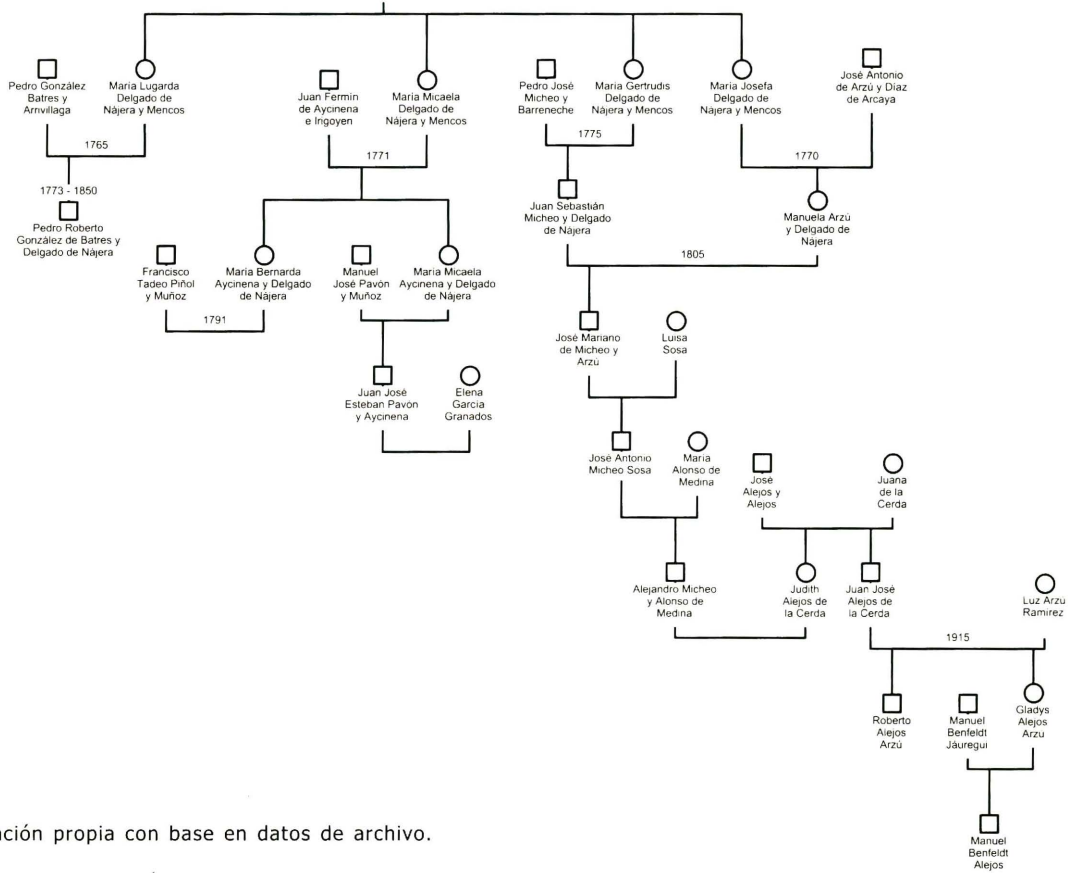 Pedro González
Batres y
Arrivillaga
María Lugarda
Delgado de
Nájera y Mencos
Juan Fermín
de Aycinena
e Irigoyen
María Micaela
Delgado de
Nájera y Mencos
Pedro José
Micheo y
Barreneche
María Gertrudis
Delgado de
Nájera y Mencos
María Josefa
Delgado de
Nájera y Mencos
José Antonio
de Arzú y Díaz
de Arcaya
1765
1771
1775
1770
1773 - 1850
Pedro Roberto
González de Batres y
Delgado de Nájera
Juan Sebastián
Micheo y Delgado
de Nájera
Manuela Arzú
y Delgado de
Nájera
1805
Francisco
Tadeo Piñol
y Muñoz
María Bernarda
Aycinena y Delgado
de Nájera
Manuel
José Pavón
y Muñoz
María Micaela
Aycinena y Delgado
de Nájera
1791
José Mariano
de Micheo y
Arzú
Luisa
Sosa
Juan José
Esteban Pavón
y Aycinena
Elena
García
Granados
José Antonio
Micheo Sosa
María
Alonso de
Medina
José
Alejos y
Alejos
Juana
de la
Cerda
Alejandro Micheo
y Alonso de
Medina
Judith
Alejos de
la Cerda
Juan José
Alejos de
la Cerda
Luz Arzu
Ramirez
1915
Roberto
Alejos
Arzú
Manuel
Benfeldt
Jáuregui
Gladys
Alejos
Arzu
Manuel
Benfeldt
Alejos
ación propia con base en datos de archivo.